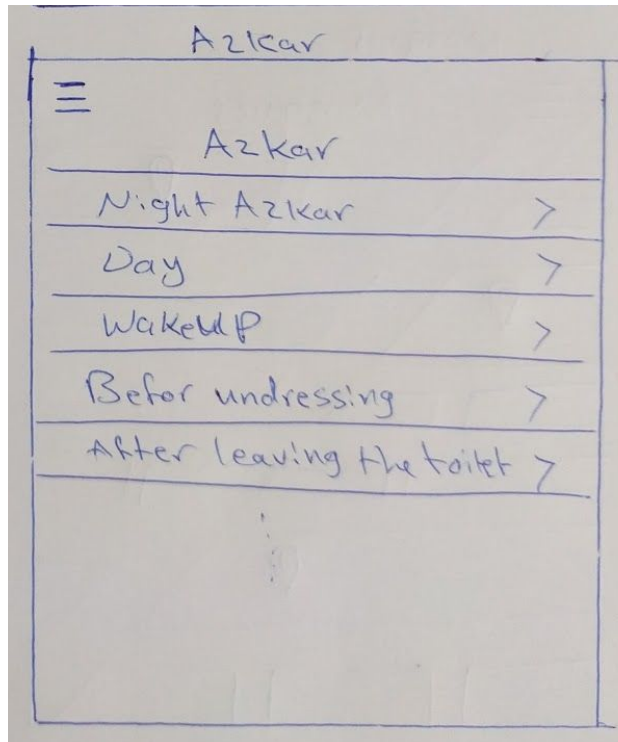 Azkar
Azkar
Night Azkar >
Day >
WakeUP >
Befor undressing >
After leaving the toilet >